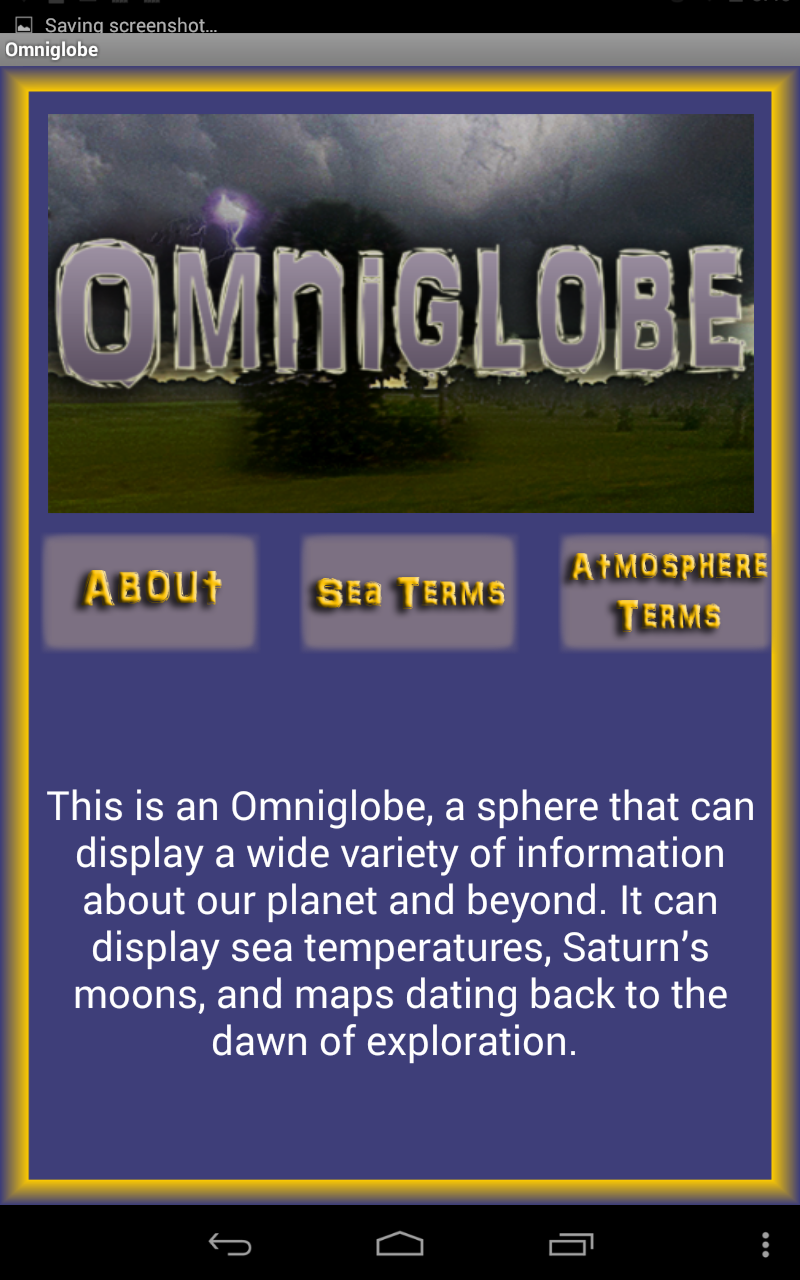 Saving screenshot...
Omniglobe
OmniGLOBE
About
Sea Terms
Atmosphere
Terms
This is an Omniglobe, a sphere that can
display a wide variety of information
about our planet and beyond. It can
display sea temperatures, Saturn’s
moons, and maps dating back to the
dawn of exploration.